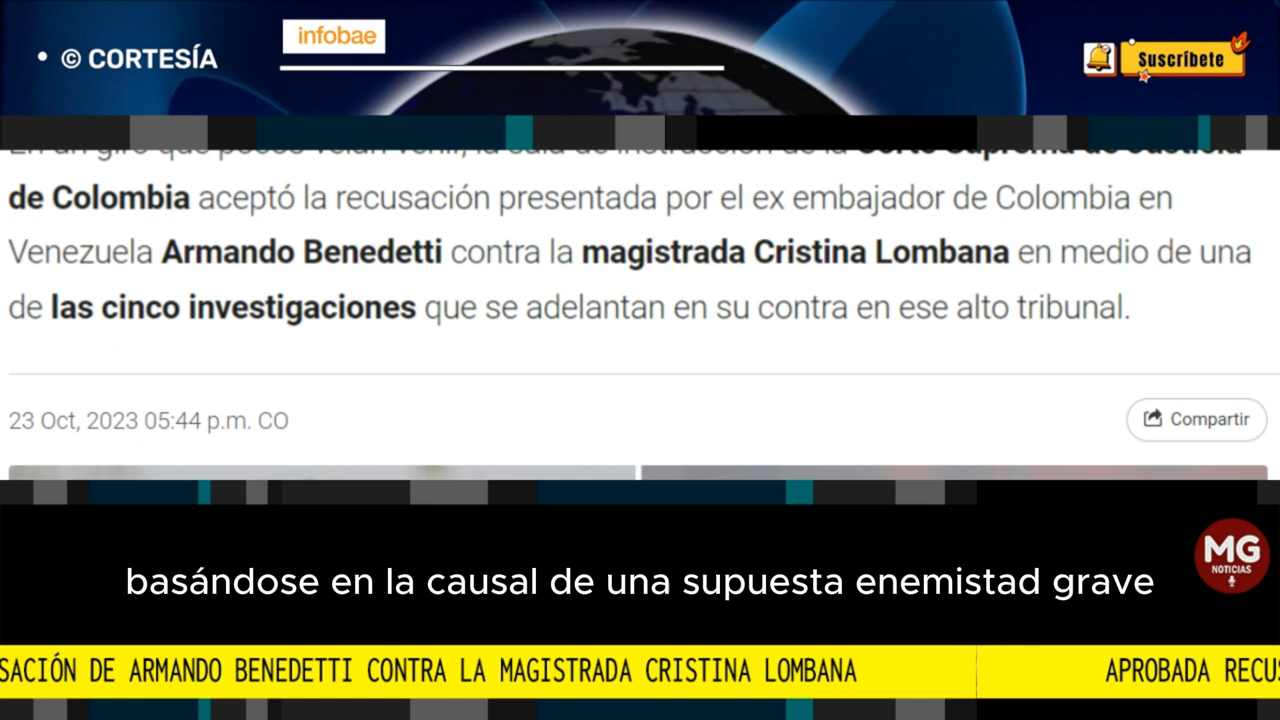 infobae
• © CORTESÍA
Suscríbete
de Colombia aceptó la recusación presentada por el ex embajador de Colombia en
Venezuela Armando Benedetti contra la magistrada Cristina Lombana en medio de una
de las cinco investigaciones que se adelantan en su contra en ese alto tribunal.
23 Oct, 2023 05:44 p.m. CO
Compartir
MG
NOTICIAS
basándose en la causal de una supuesta enemistad grave
SACIÓN DE ARMANDO BENEDETTI CONTRA LA MAGISTRADA CRISTINA LOMBANA APROBADA RECUS